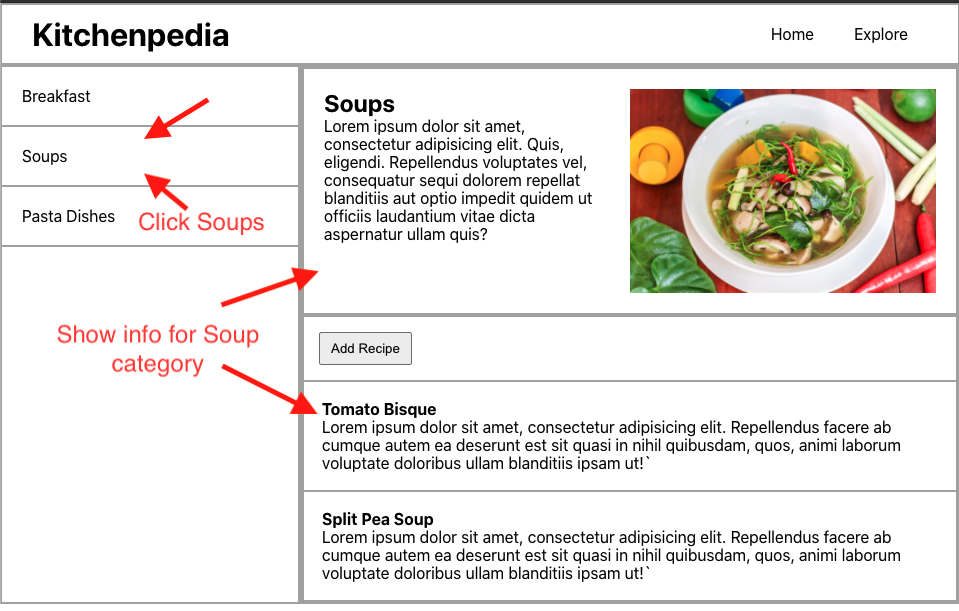 Kitchenpedia
Home
Explore
Breakfast
Soups
Pasta Dishes
Click Soups
Show info for Soup
category
Soups
Lorem ipsum dolor sit amet,
consectetur adipisicing elit. Quis,
eligendi. Repellendus voluptates vel,
consequatur sequi dolorem repellat
blanditiis aut optio impedit quidem ut
officiis laudantium vitae dicta
aspernatur ullam quis?
Add Recipe
Tomato Bisque
Lorem ipsum dolor sit amet, consectetur adipisicing elit. Repellendus facere ab
cumque autem ea deserunt est sit quasi in nihil quibusdam, quos, animi laborum
voluptate doloribus ullam blanditiis ipsam ut!`
Split Pea Soup
Lorem ipsum dolor sit amet, consectetur adipisicing elit. Repellendus facere ab
cumque autem ea deserunt est sit quasi in nihil quibusdam, quos, animi laborum
voluptate doloribus ullam blanditiis ipsam ut!`